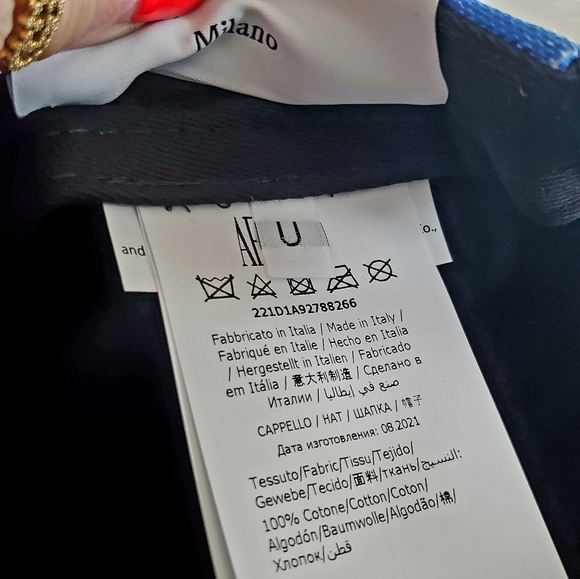 Milano
and
o.,
AF
U
221D1A92788266
Fabbricato in Italia / Made in Italy /
Fabriqué en Italie / Hecho en Italia
/ Hergestellt in Italien / Fabricado
em Itália / 意大利制造 / Сделано в
Италии / صنع في إيطاليا
CAPPELLO / HAT / ШАПКА / 帽子
Дата изготовления: 08.2021
Tessuto/Fabric/Tissu/Tejido/
Gewebe/Tecido/面料/ткань/النسيج:
100% Cotone/Cotton/Coton/
Algodón/Baumwolle/Algodão/棉/
Хлопок/قطن